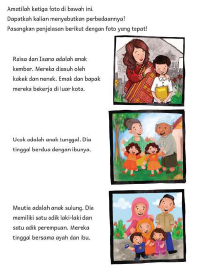 Amatilah ketiga foto di bawah ini.
Dapatkah kalian menyebutkan perbedaannya?
Pasangkan penjelasan berikut dengan foto yang tepat!
Raisa dan Isana adalah anak
kembar. Mereka diasuh oleh
kakek dan nenek. Emak dan bapak
mereka bekerja di luar kota.
Ucok adalah anak tunggal. Dia
tinggal berdua dengan ibunya.
Meutia adalah anak sulung. Dia
memiliki satu adik laki-laki dan
satu adik perempuan. Mereka
tinggal bersama ayah dan ibu.